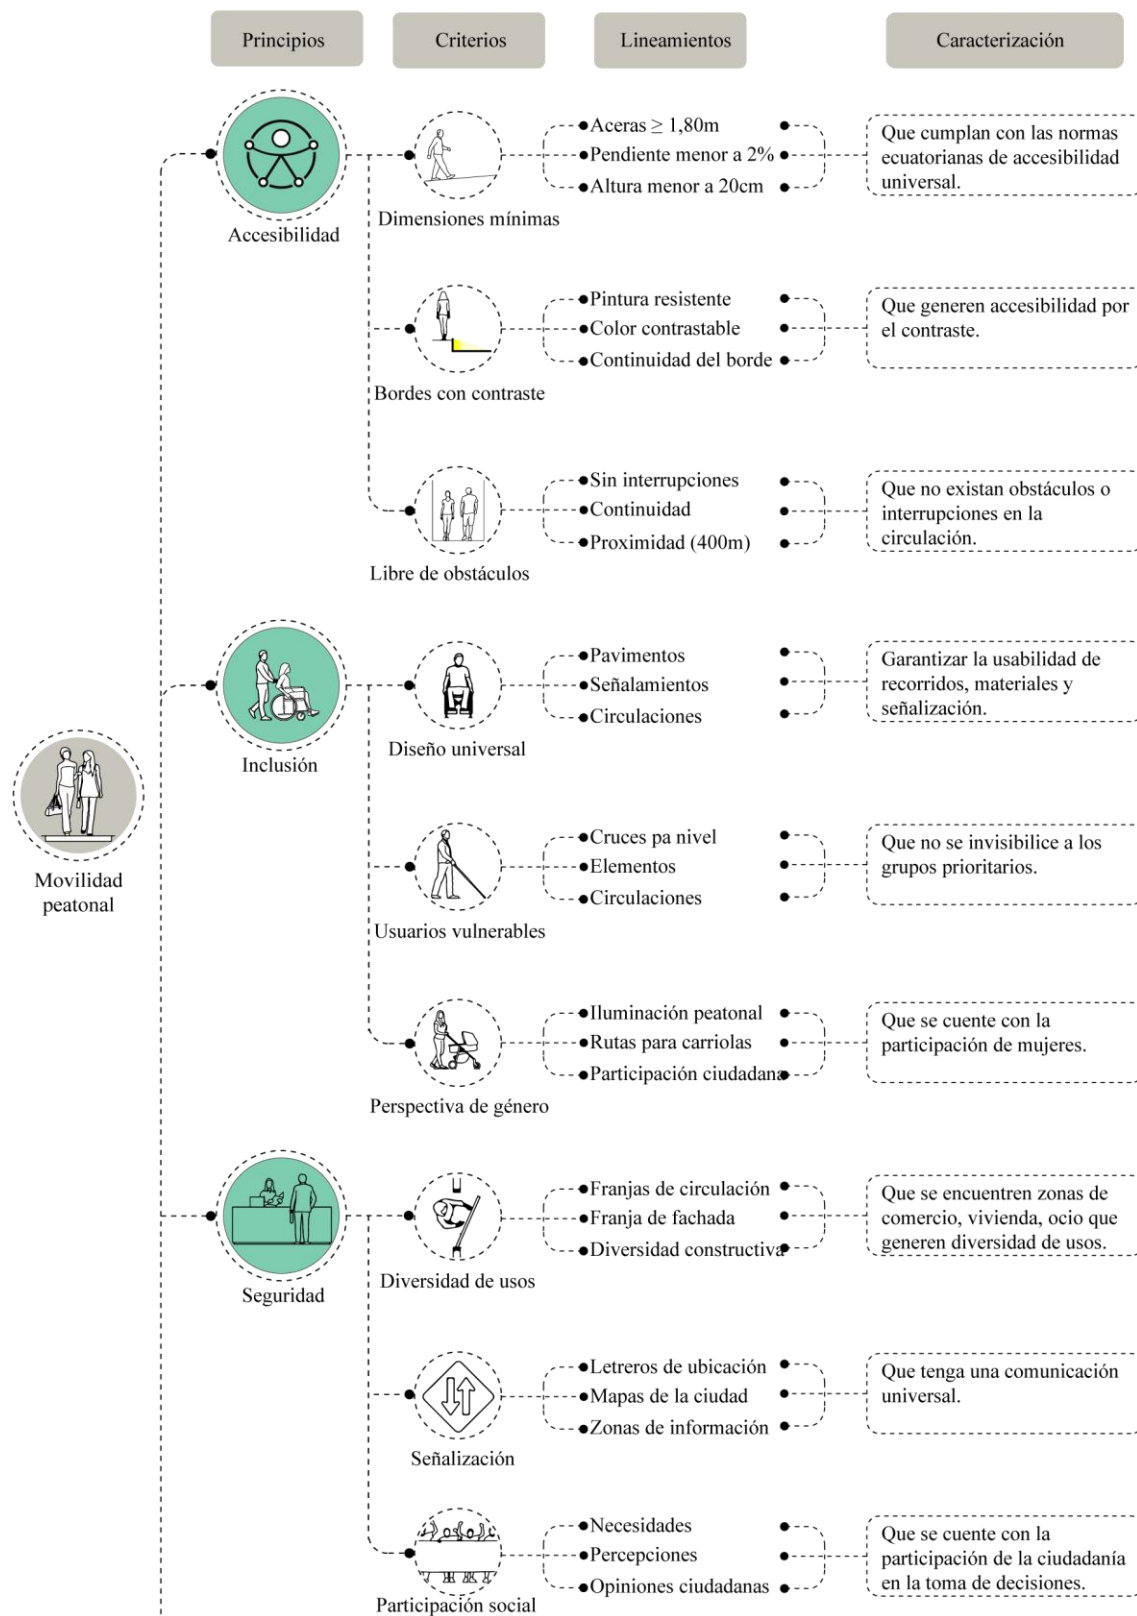 Principios
Criterios
Lineamientos
Caracterización
Movilidad
peatonal
Accesibilidad
Dimensiones mínimas
Aceras ≥ 1,80m
Pendiente menor a 2%
Altura menor a 20cm
Que cumplan con las normas
ecuatorianas de accesibilidad
universal.
Bordes con contraste
Pintura resistente
Color contrastable
Continuidad del borde
Que generen accesibilidad por
el contraste.
Libre de obstáculos
Sin interrupciones
Continuidad
Proximidad (400m)
Que no existan obstáculos o
interrupciones en la
circulación.
Inclusión
Diseño universal
Pavimentos
Señalamientos
Circulaciones
Garantizar la usabilidad de
recorridos, materiales y
señalización.
Usuarios vulnerables
Cruces pa nivel
Elementos
Circulaciones
Que no se invisibilice a los
grupos prioritarios.
Perspectiva de género
Iluminación peatonal
Rutas para carriolas
Participación ciudadana
Que se cuente con la
participación de mujeres.
Seguridad
Diversidad de usos
Franjas de circulación
Franja de fachada
Diversidad constructiva
Que se encuentren zonas de
comercio, vivienda, ocio que
generen diversidad de usos.
Señalización
Letreros de ubicación
Mapas de la ciudad
Zonas de información
Que tenga una comunicación
universal.
Participación social
Necesidades
Percepciones
Opiniones ciudadanas
Que se cuente con la
participación de la ciudadanía
en la toma de decisiones.